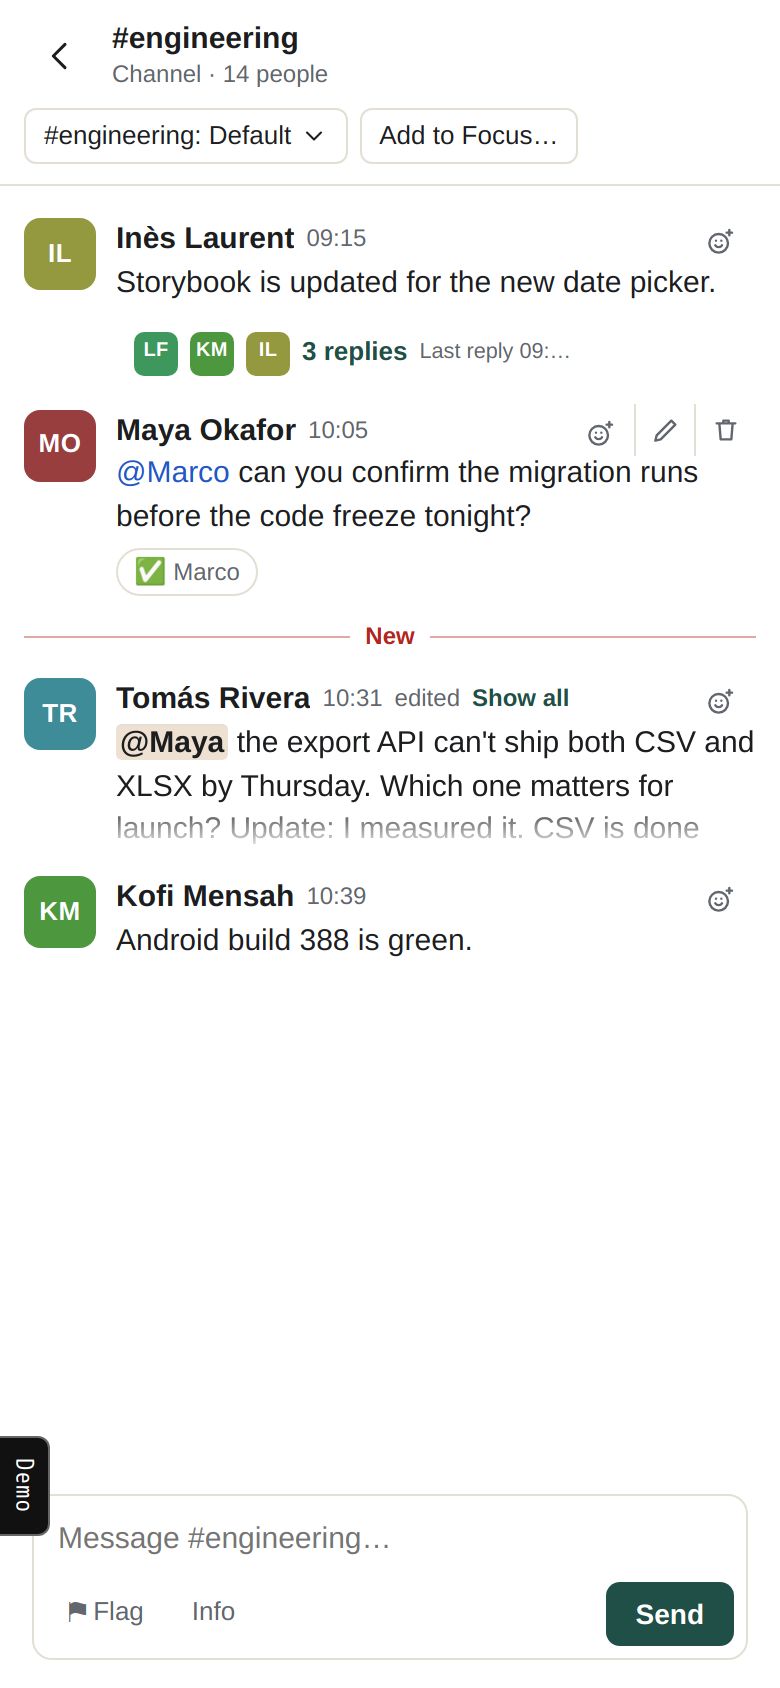 #engineering
Channel · 14 people
#engineering: Default
Add to Focus…
IL
Inès Laurent 09:15
Storybook is updated for the new date picker.
LF KM IL 3 replies Last reply 09:…
MO
Maya Okafor 10:05
@Marco can you confirm the migration runs
before the code freeze tonight?
✅ Marco
New
TR
Tomás Rivera 10:31 edited Show all
@Maya the export API can't ship both CSV and
XLSX by Thursday. Which one matters for
launch? Update: I measured it. CSV is done
KM
Kofi Mensah 10:39
Android build 388 is green.
Demo
Message #engineering…
Flag Info Send